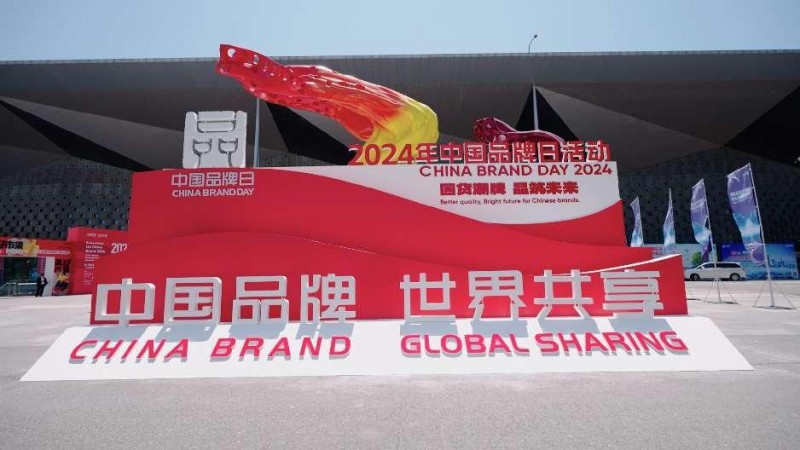 2024年中国品牌日活动
CHINA BRAND DAY 2024
国货潮牌 品筑未来
Better quality, Bright future for Chinese brands.
中国品牌日
CHINA BRAND DAY
中国品牌 世界共享
CHINA BRAND GLOBAL SHARING